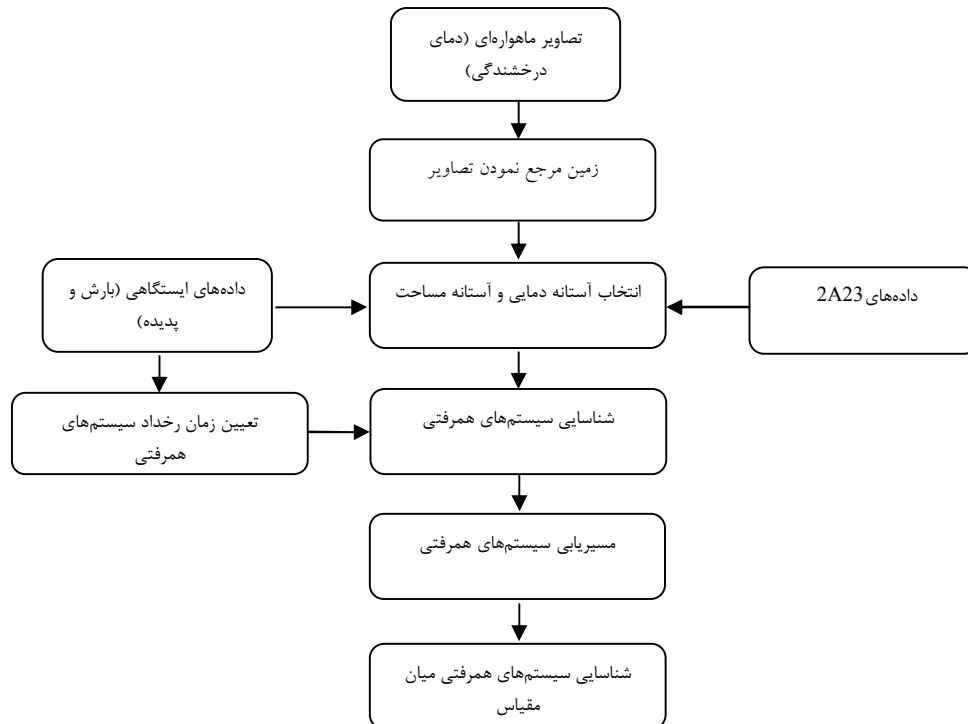 تصاویر ماهواره‌ای (دمای
درخشندگی)
زمین مرجع نمودن تصاویر
داده‌های ایستگاهی (بارش و
پدیده)
انتخاب آستانه دمایی و آستانه مساحت
داده‌های 2A23
تعیین زمان رخداد سیستم‌های
همرفتی
شناسایی سیستم‌های همرفتی
مسیریابی سیستم‌های همرفتی
شناسایی سیستم‌های همرفتی میان
مقیاس